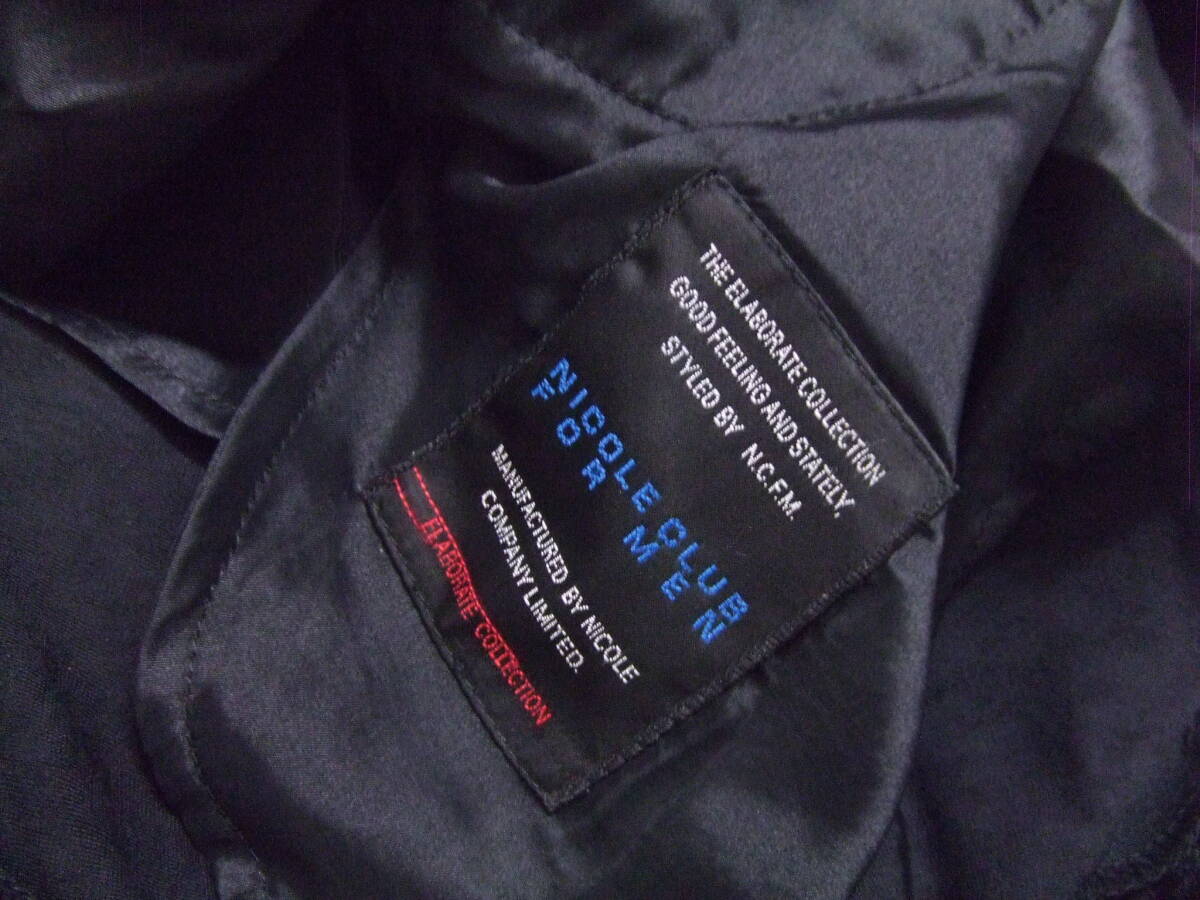 THE ELABORATE COLLECTION
GOOD FEELING AND STATELY,
STYLED BY N.C.F.M.
NICOLE CLUB
FOR MEN
MANUFACTURED BY NICOLE
COMPANY LIMITED.
ELABORATE COLLECTION